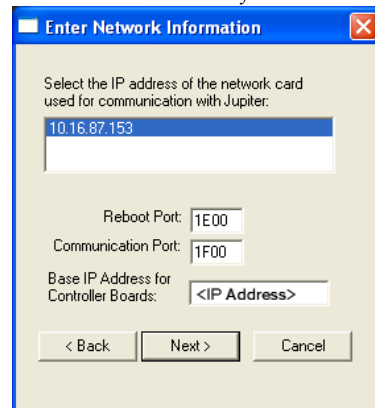 Enter Network Information
Select the IP address of the network card
used for communication with Jupiter:
10.16.87.153
Reboot Port: 1E00
Communication Port: 1F00
Base IP Address for
Controller Boards: <IP Address>
< Back Next > Cancel